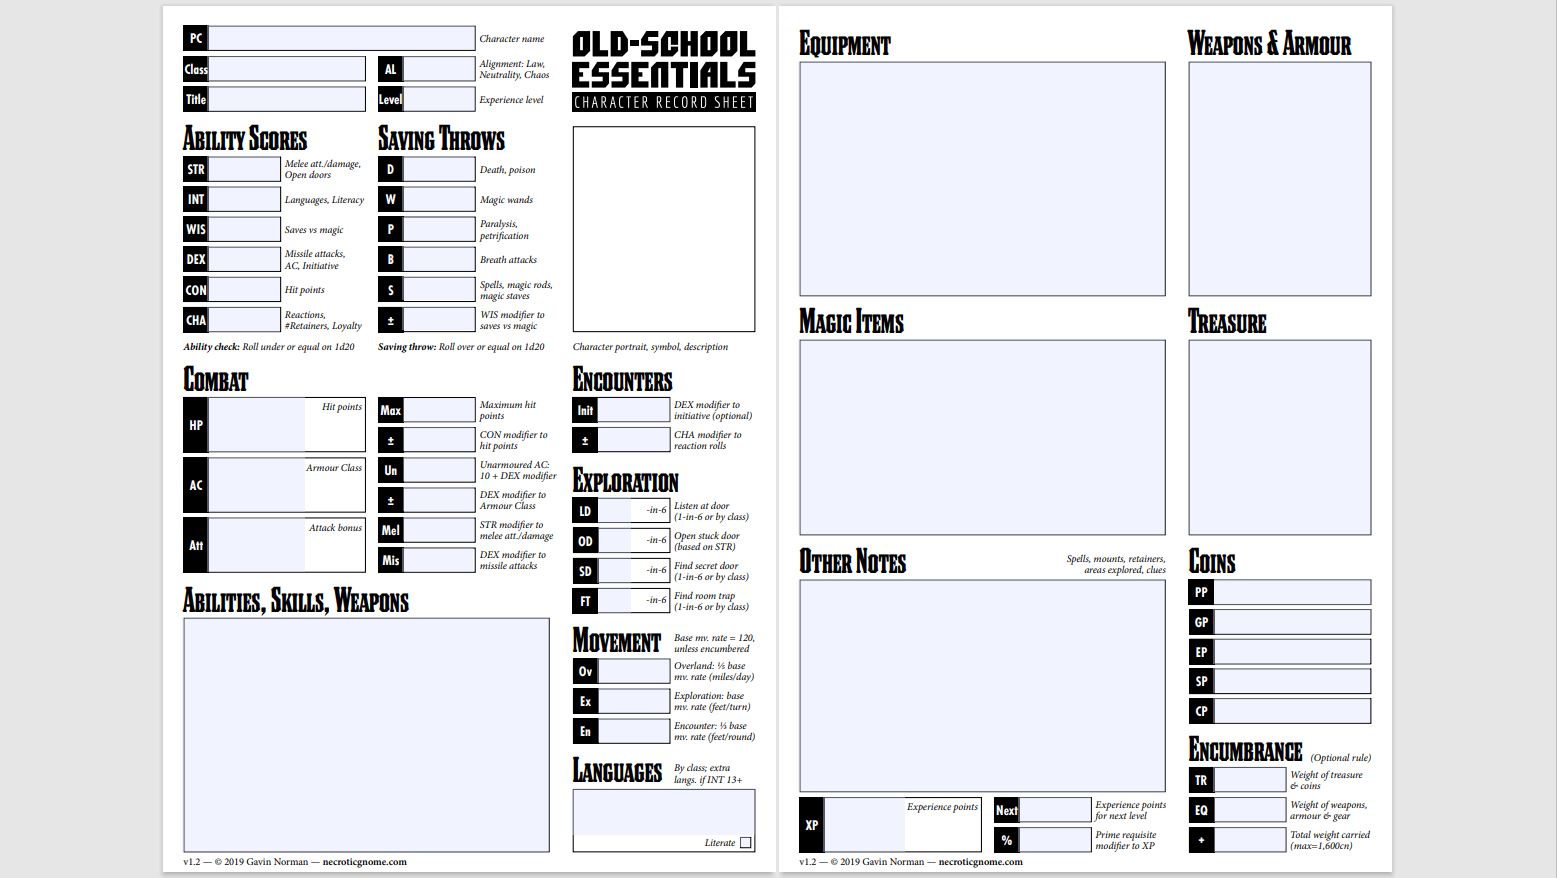 PC
Character name
Class
AL
Alignment: Law,
Neutrality, Chaos
Title
Level
Experience level
OLD-SCHOOL
ESSENTIALS
CHARACTER RECORD SHEET
ABILITY SCORES
STR
Melee att./damage,
Open doors
INT
Languages, Literacy
WIS
Saves vs magic
DEX
Missile attacks,
AC, Initiative
CON
Hit points
CHA
Reactions,
#Retainers, Loyalty
Ability check: Roll under or equal on 1d20
SAVING THROWS
D
Death, poison
W
Magic wands
P
Paralysis,
petrification
B
Breath attacks
S
Spells, magic rods,
magic staves
±
WIS modifier to
saves vs magic
Saving throw: Roll over or equal on 1d20
Character portrait, symbol, description
COMBAT
HP
Hit points
AC
Armour Class
Att
Attack bonus
Max
Maximum hit
points
±
CON modifier to
hit points
Un
Unarmoured AC:
10 + DEX modifier
±
DEX modifier to
Armour Class
Mel
STR modifier to
melee att./damage
Mis
DEX modifier to
missile attacks
ENCOUNTERS
Init
DEX modifier to
initiative (optional)
±
CHA modifier to
reaction rolls
EXPLORATION
LD
-in-6
Listen at door
(1-in-6 or by class)
OD
-in-6
Open stuck door
(based on STR)
SD
-in-6
Find secret door
(1-in-6 or by class)
FT
-in-6
Find room trap
(1-in-6 or by class)
ABILITIES, SKILLS, WEAPONS
MOVEMENT
Base mv. rate = 120,
unless encumbered
Ov
Overland: ⅕ base
mv. rate (miles/day)
Ex
Exploration: base
mv. rate (feet/turn)
En
Encounter: ⅓ base
mv. rate (feet/round)
LANGUAGES
By class; extra
langs. if INT 13+
Literate
v1.2 — © 2019 Gavin Norman — necroticgnome.com
EQUIPMENT
WEAPONS & ARMOUR
MAGIC ITEMS
TREASURE
OTHER NOTES
Spells, mounts, retainers,
areas explored, clues
COINS
PP
GP
EP
SP
CP
ENCUMBRANCE
(Optional rule)
TR
Weight of treasure
& coins
EQ
Weight of weapons,
armour & gear
+
Total weight carried
(max=1,600cn)
XP
Experience points
Next
Experience points
for next level
%
Prime requisite
modifier to XP
v1.2 — © 2019 Gavin Norman — necroticgnome.com